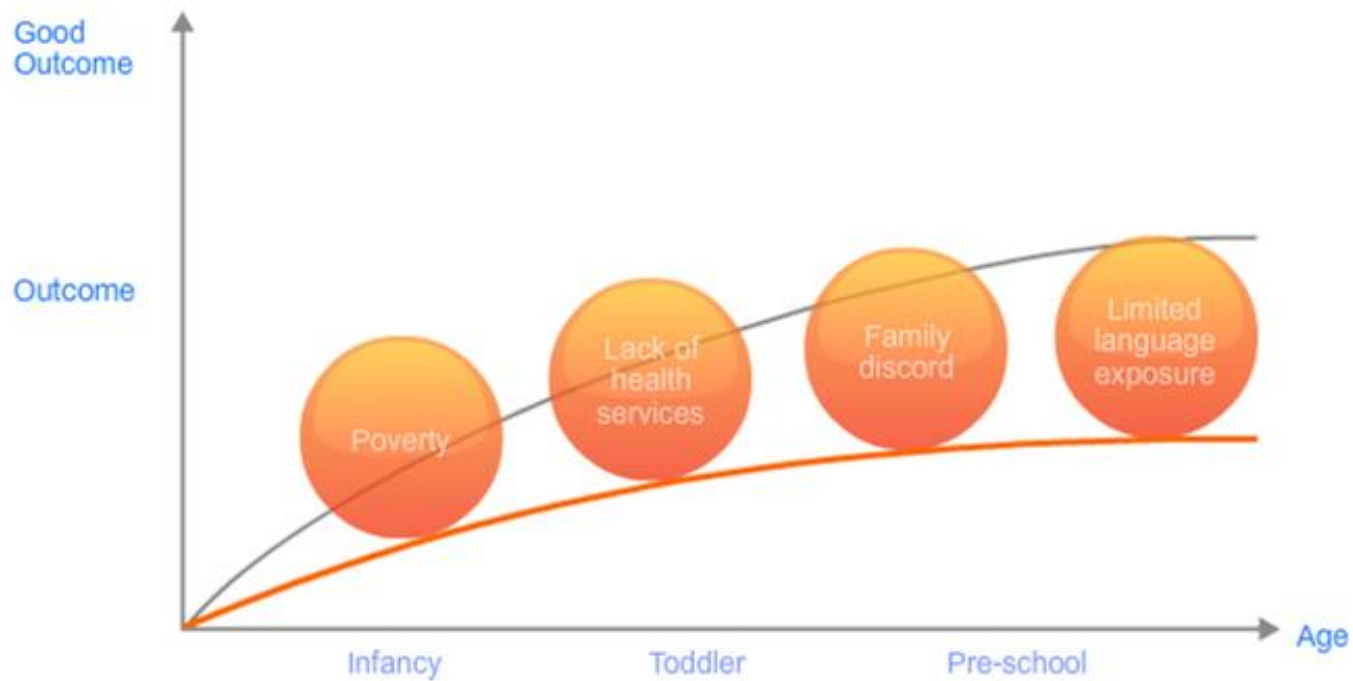 Good
Outcome
Outcome
Poverty
Lack of
health
services
Family
discord
Limited
language
exposure
Age
Infancy
Toddler
Pre-school